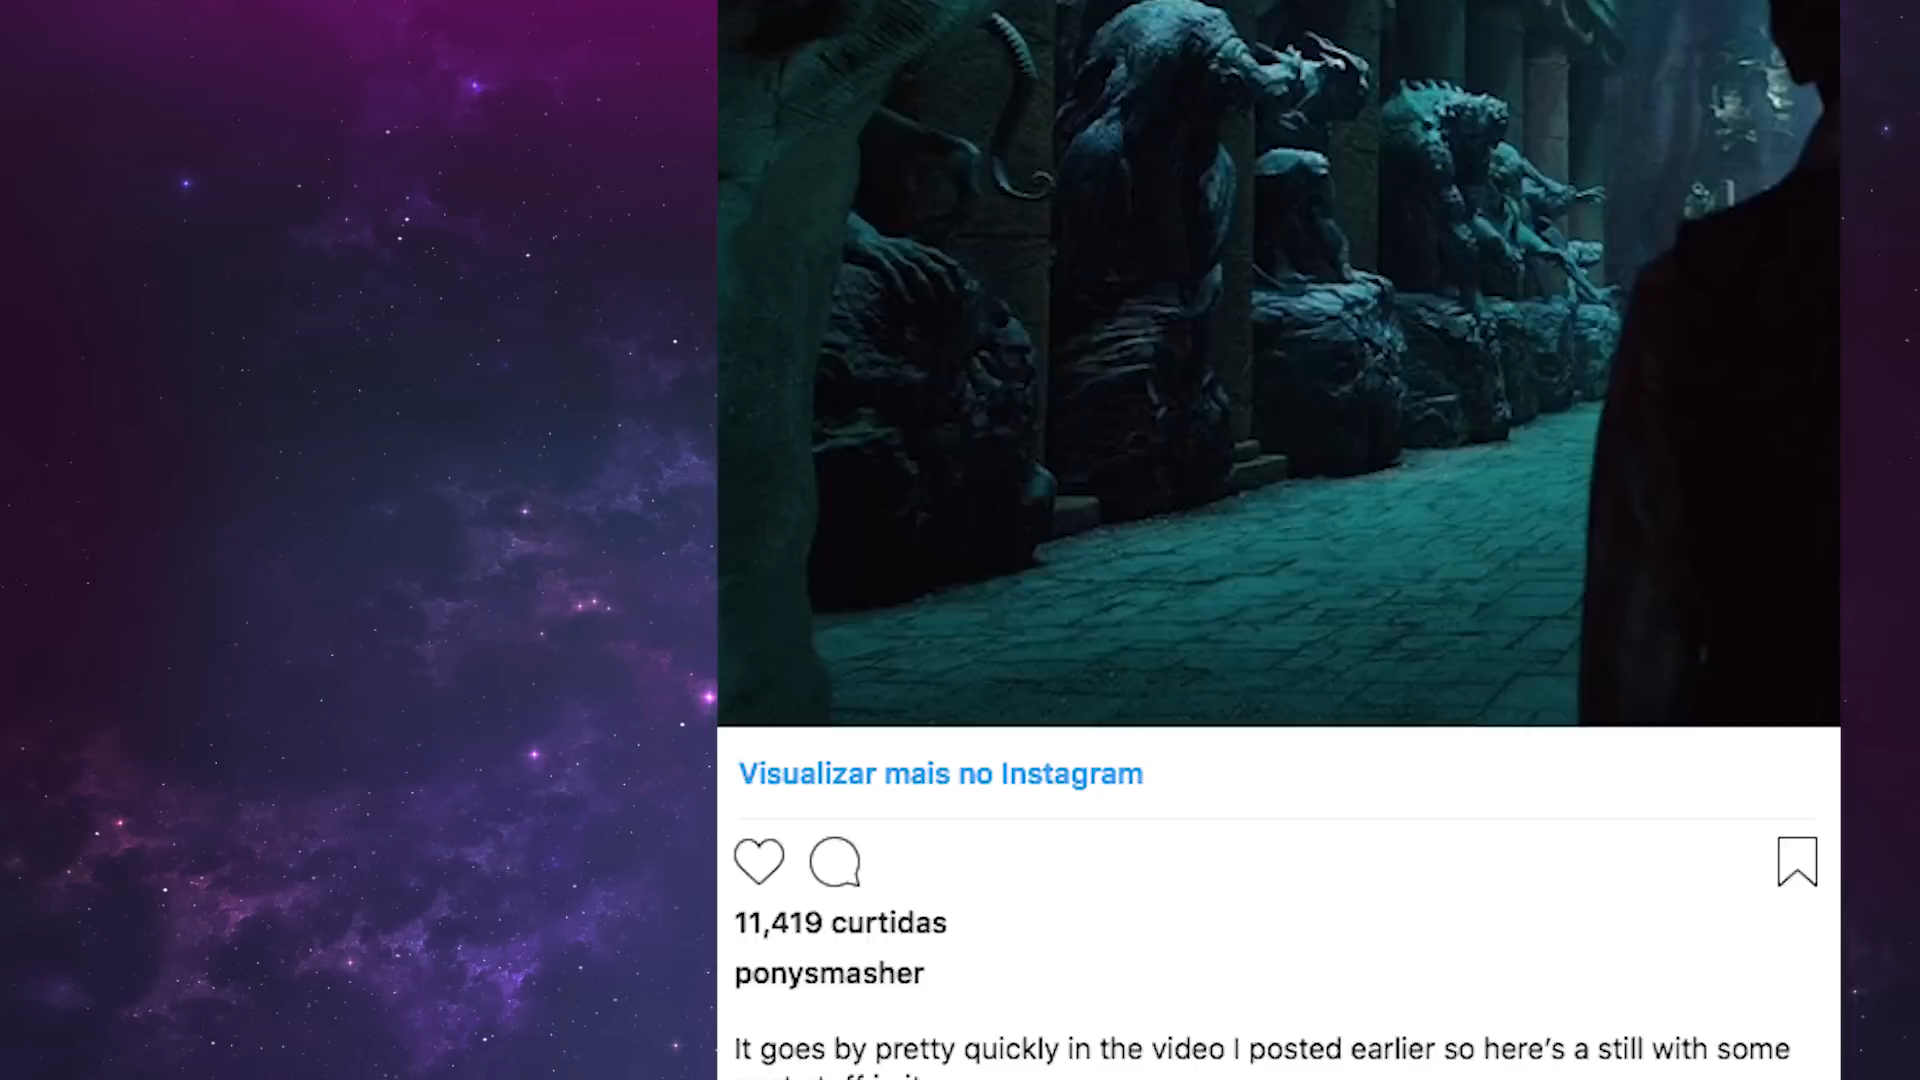 Visualizar mais no Instagram
11,419 curtidas
ponysmasher
It goes by pretty quickly in the video I posted earlier so here's a still with some